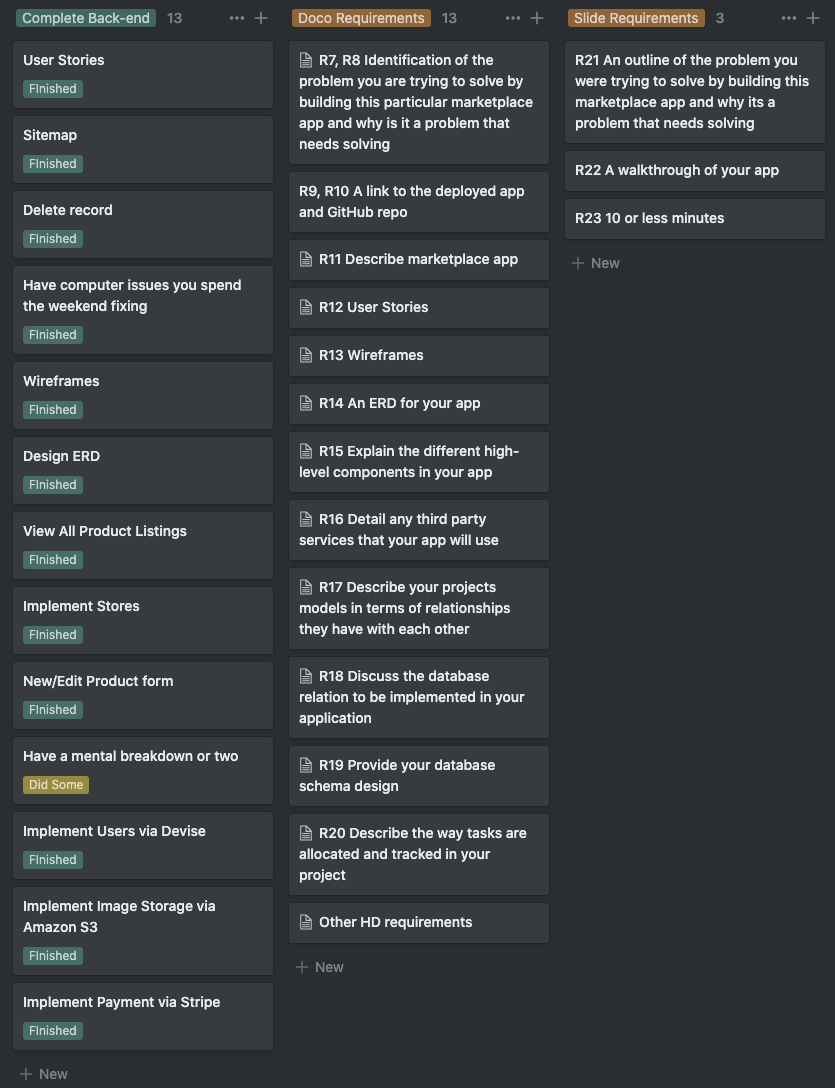 Complete Back-end 13
User Stories
FInished
Sitemap
FInished
Delete record
FInished
Have computer issues you spend
the weekend fixing
FInished
Wireframes
FInished
Design ERD
FInished
View All Product Listings
FInished
Implement Stores
FInished
New/Edit Product form
FInished
Have a mental breakdown or two
Did Some
Implement Users via Devise
FInished
Implement Image Storage via
Amazon S3
FInished
Implement Payment via Stripe
FInished
New
Doco Requirements 13
R7, R8 Identification of the
problem you are trying to solve by
building this particular marketplace
app and why is it a problem that
needs solving
R9, R10 A link to the deployed app
and GitHub repo
R11 Describe marketplace app
R12 User Stories
R13 Wireframes
R14 An ERD for your app
R15 Explain the different high-
level components in your app
R16 Detail any third party
services that your app will use
R17 Describe your projects
models in terms of relationships
they have with each other
R18 Discuss the database
relation to be implemented in your
application
R19 Provide your database
schema design
R20 Describe the way tasks are
allocated and tracked in your
project
Other HD requirements
New
Slide Requirements 3
R21 An outline of the problem you
were trying to solve by building this
marketplace app and why its a
problem that needs solving
R22 A walkthrough of your app
R23 10 or less minutes
New